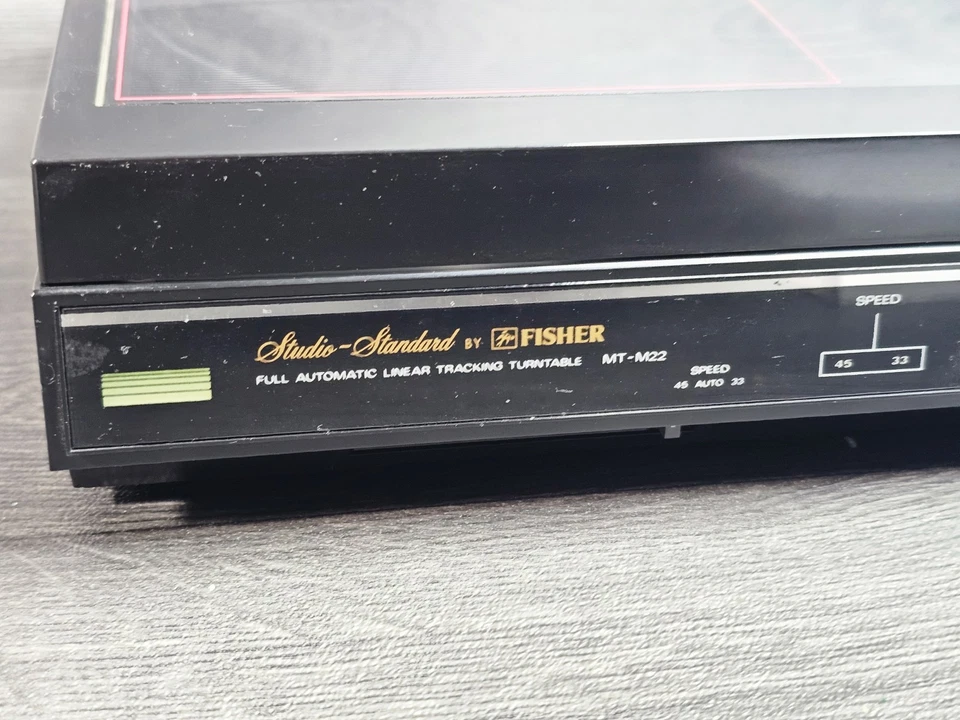 Studio-Standard BY FISHER
FULL AUTOMATIC LINEAR TRACKING TURNTABLE MT-M22
SPEED
45 AUTO 33
SPEED
45 33